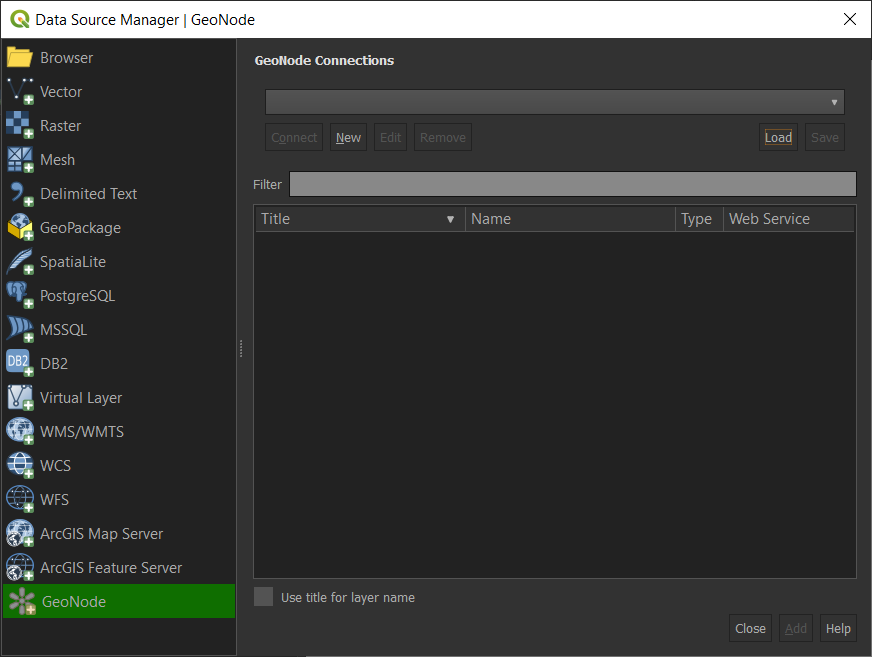 Data Source Manager | GeoNode
Browser
Vector
Raster
Mesh
Delimited Text
GeoPackage
SpatiaLite
PostgreSQL
MSSQL
DB2 DB2
Virtual Layer
WMS/WMTS
WCS
WFS
ArcGIS Map Server
ArcGIS Feature Server
GeoNode
GeoNode Connections
Connect New Edit Remove Load Save
Filter
Title Name Type Web Service
Use title for layer name
Close Add Help